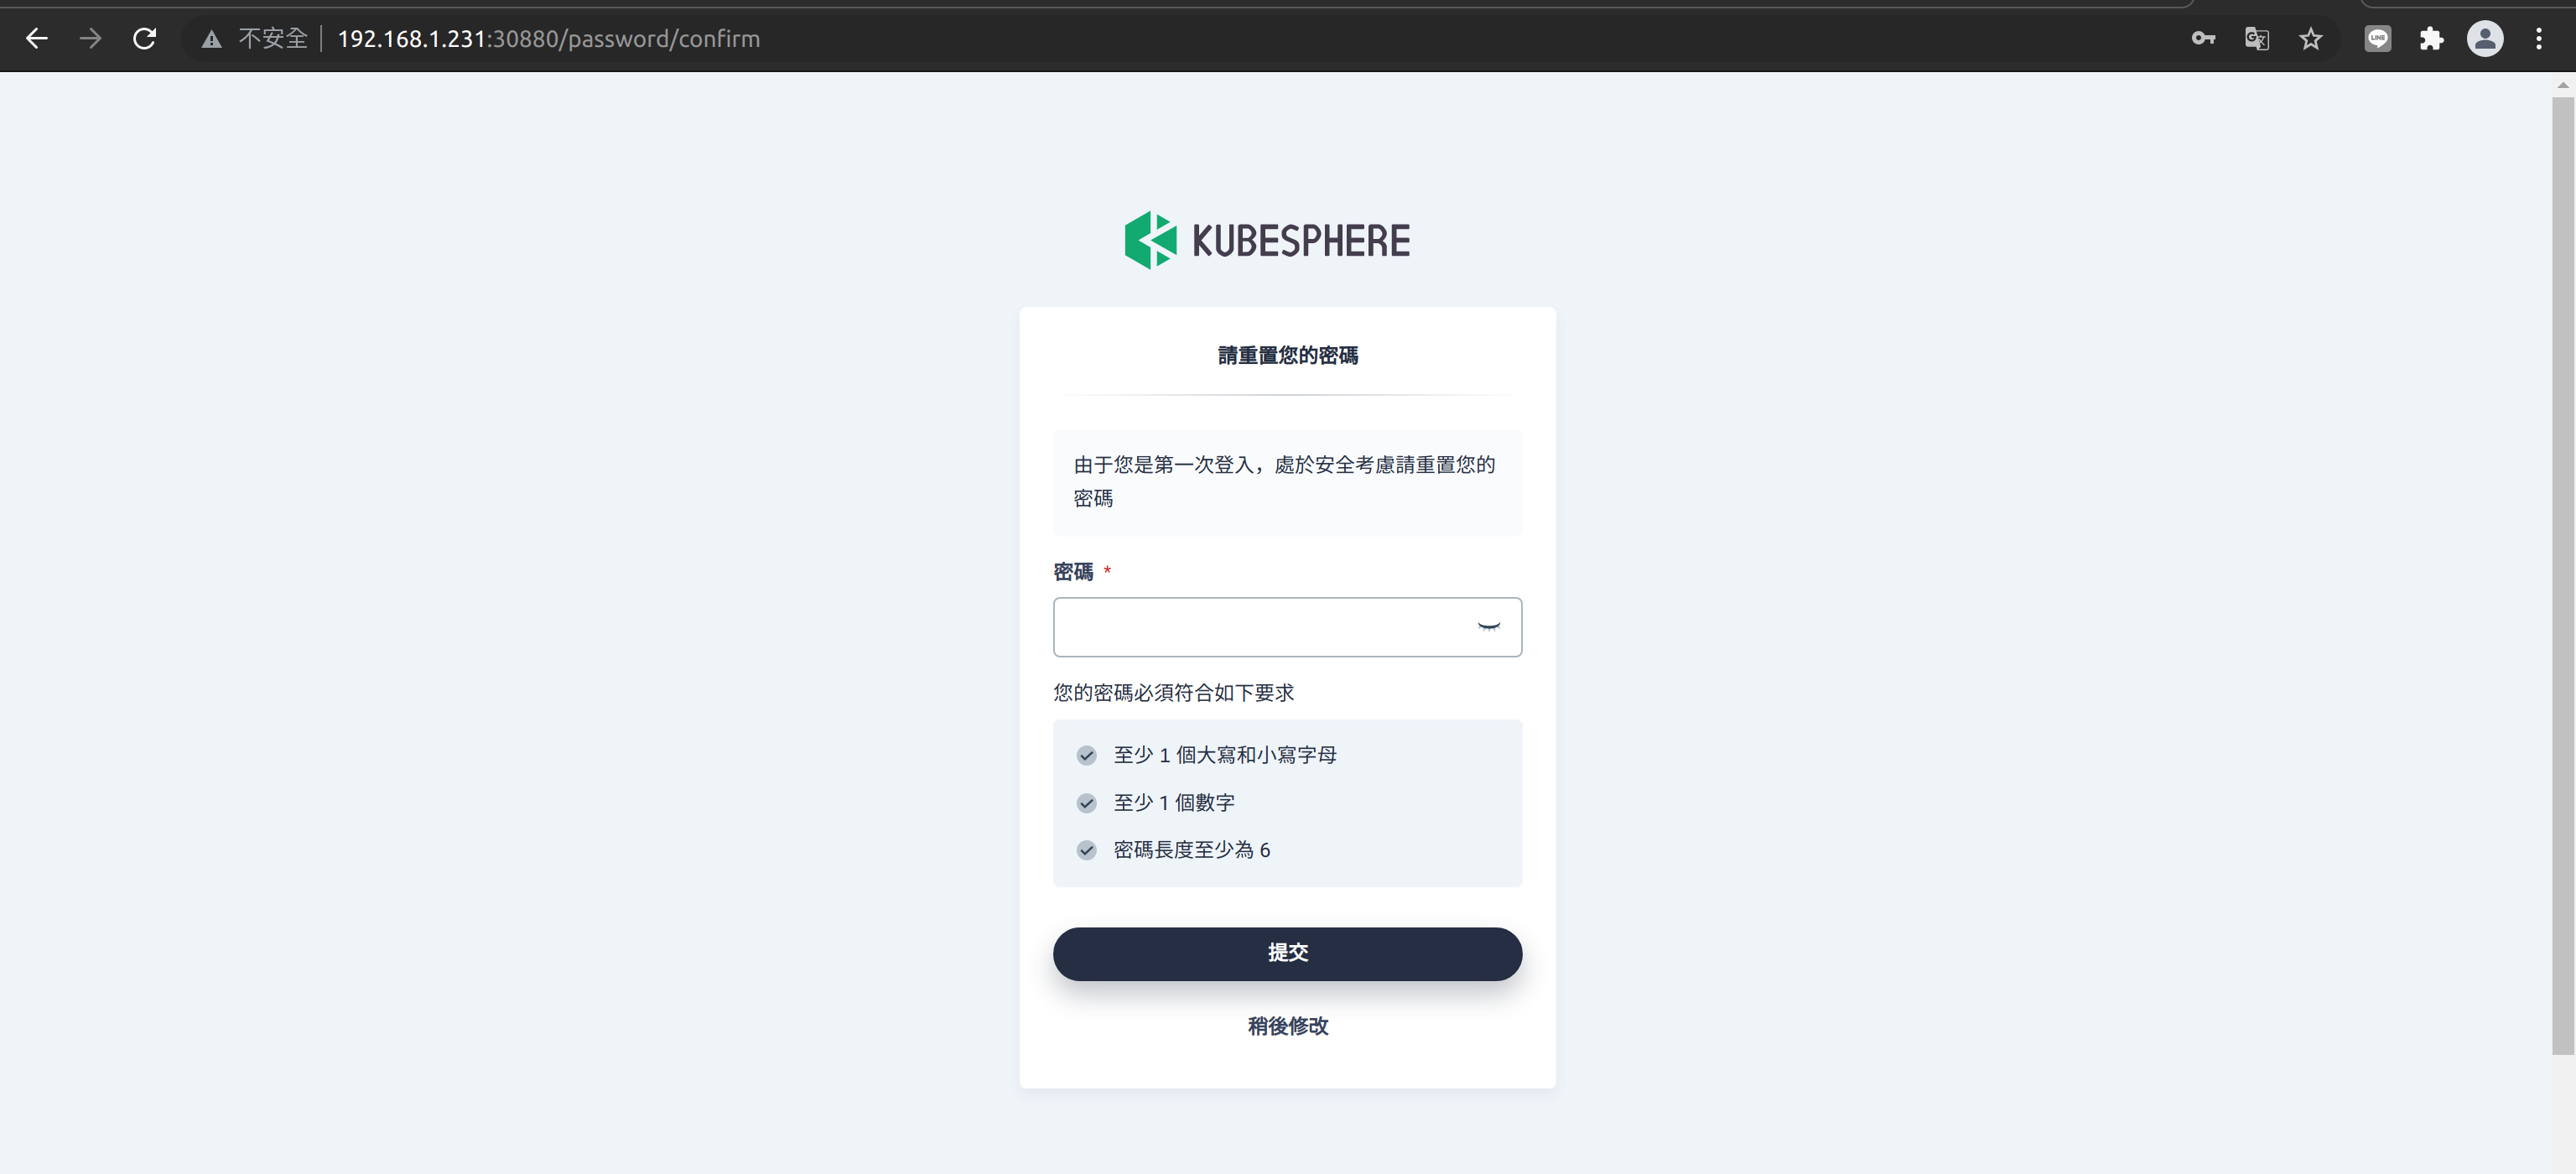 不安全 192.168.1.231:30880/password/confirm
LINE
KUBESPHERE
請重置您的密碼
由于您是第一次登入，處於安全考慮請重置您的
密碼
密碼 *
您的密碼必須符合如下要求
至少 1 個大寫和小寫字母
至少 1 個數字
密碼長度至少為 6
提交
稍後修改